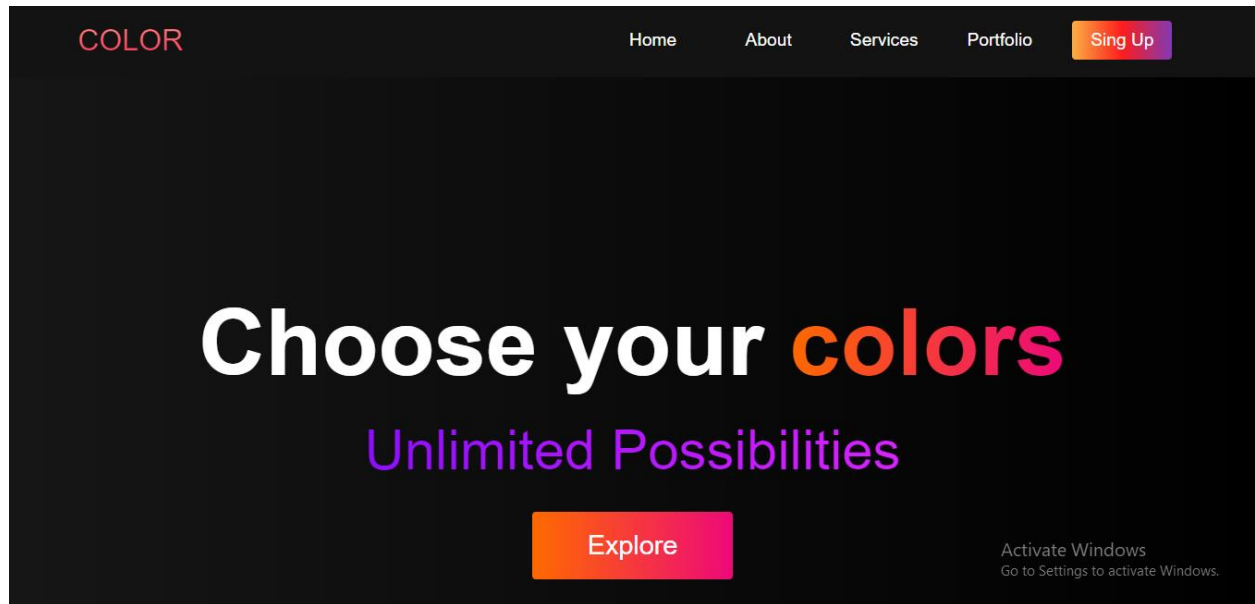 COLOR Home About Services Portfolio Sing Up
Choose your colors
Unlimited Possibilities
Explore
Activate Windows
Go to Settings to activate Windows.